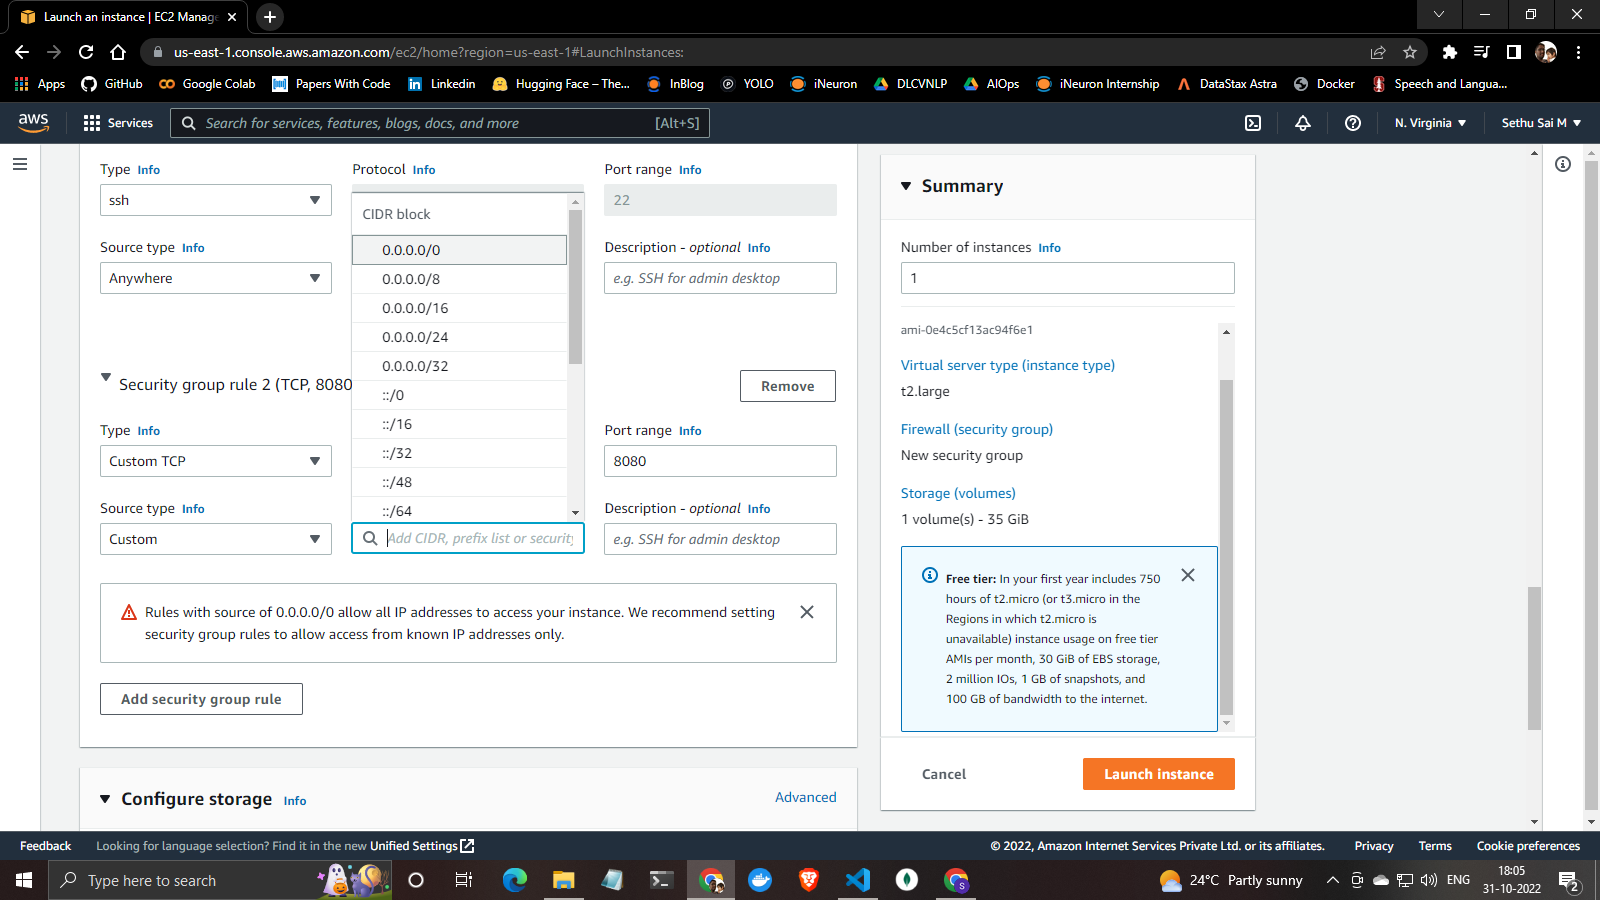 Launch an instance | EC2 Manage
us-east-1.console.aws.amazon.com/ec2/home?region=us-east-1#LaunchInstances:
Apps
GitHub
Google Colab
Papers With Code
Linkedin
Hugging Face – The...
InBlog
YOLO
iNeuron
DLCVNLP
AIOps
iNeuron Internship
DataStax Astra
Docker
Speech and Langua...
aws
Services
Search for services, features, blogs, docs, and more
[Alt+S]
N. Virginia
Sethu Sai M
Type Info
Protocol Info
Port range Info
ssh
22
CIDR block
0.0.0.0/0
0.0.0.0/8
0.0.0.0/16
0.0.0.0/24
0.0.0.0/32
::/0
::/16
::/32
::/48
::/64
Source type Info
Description - optional Info
Anywhere
e.g. SSH for admin desktop
Security group rule 2 (TCP, 8080
Remove
Type Info
Port range Info
Custom TCP
8080
Source type Info
Description - optional Info
Custom
Add CIDR, prefix list or security
e.g. SSH for admin desktop
Rules with source of 0.0.0.0/0 allow all IP addresses to access your instance. We recommend setting
security group rules to allow access from known IP addresses only.
Add security group rule
Configure storage Info
Advanced
Summary
Number of instances Info
1
ami-0e4c5cf13ac94f6e1
Virtual server type (instance type)
t2.large
Firewall (security group)
New security group
Storage (volumes)
1 volume(s) - 35 GiB
Free tier: In your first year includes 750
hours of t2.micro (or t3.micro in the
Regions in which t2.micro is
unavailable) instance usage on free tier
AMIs per month, 30 GiB of EBS storage,
2 million IOs, 1 GB of snapshots, and
100 GB of bandwidth to the internet.
Cancel
Launch instance
Feedback
Looking for language selection? Find it in the new Unified Settings
© 2022, Amazon Internet Services Private Ltd. or its affiliates.
Privacy
Terms
Cookie preferences
Type here to search
S
24°C Partly sunny
ENG
18:05
31-10-2022
2